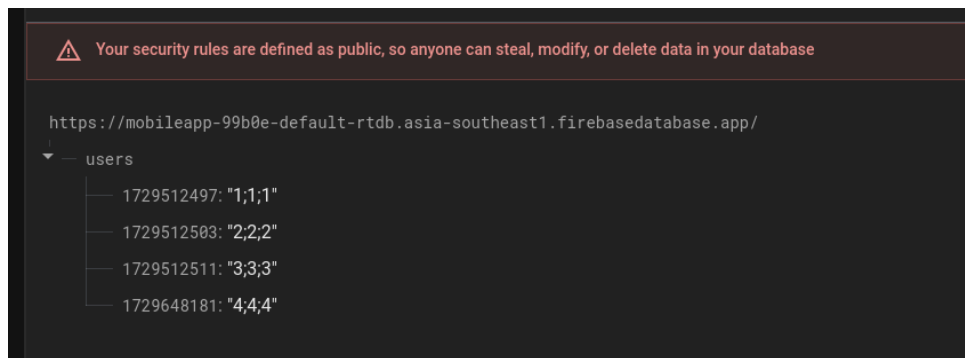 Your security rules are defined as public, so anyone can steal, modify, or delete data in your database
https://mobileapp-99b0e-default-rtdb.asia-southeast1.firebasedatabase.app/
users
1729512497: "1;1;1"
1729512503: "2;2;2"
1729512511: "3;3;3"
1729648181: "4;4;4"